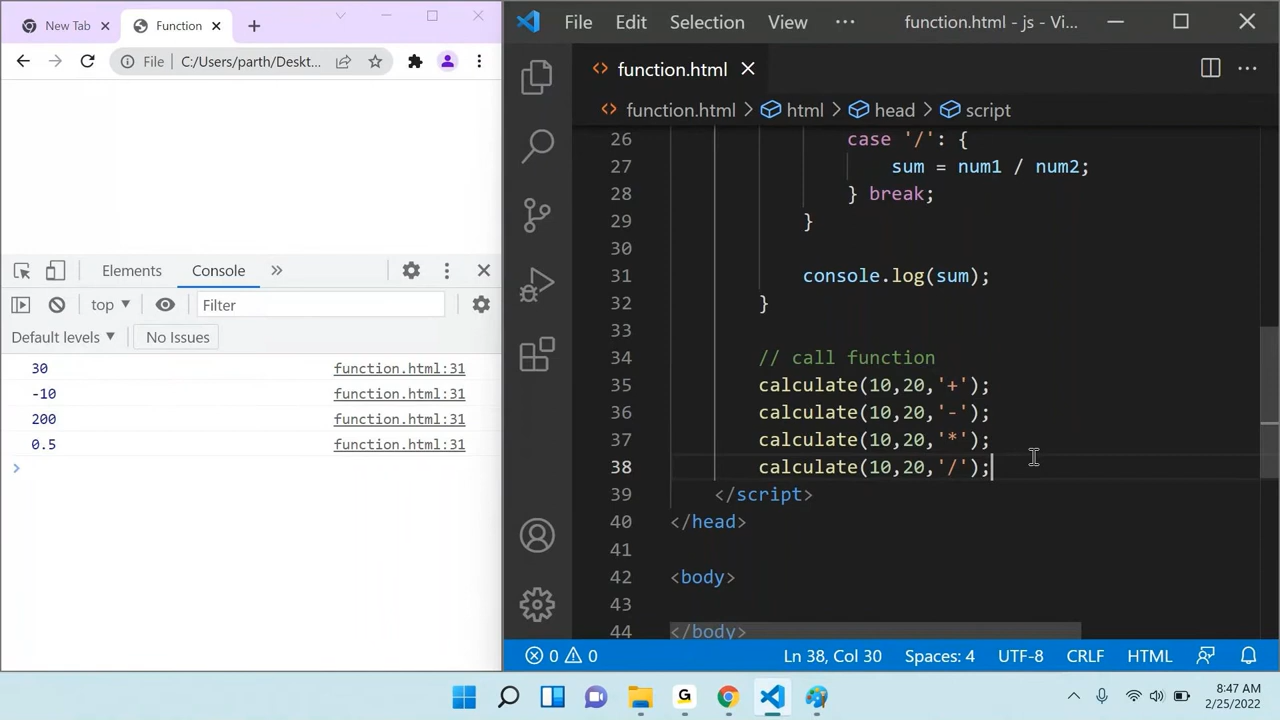 New Tab
Function
File C:/Users/parth/Deskt...
Elements Console
top Filter
Default levels No Issues
30 function.html:31
-10 function.html:31
200 function.html:31
0.5 function.html:31
File Edit Selection View ··· function.html - js - Vi...
function.html
function.html > html > head > script
26 case '/': {
27 sum = num1 / num2;
28 } break;
29 }
30
31 console.log(sum);
32 }
33
34 // call function
35 calculate(10,20,'+');
36 calculate(10,20,'-');
37 calculate(10,20,'*');
38 calculate(10,20,'/');
39 </script>
40 </head>
41
42 <body>
43
44 </body>
0 0 Ln 38, Col 30 Spaces: 4 UTF-8 CRLF HTML
G
8:47 AM
2/25/2022